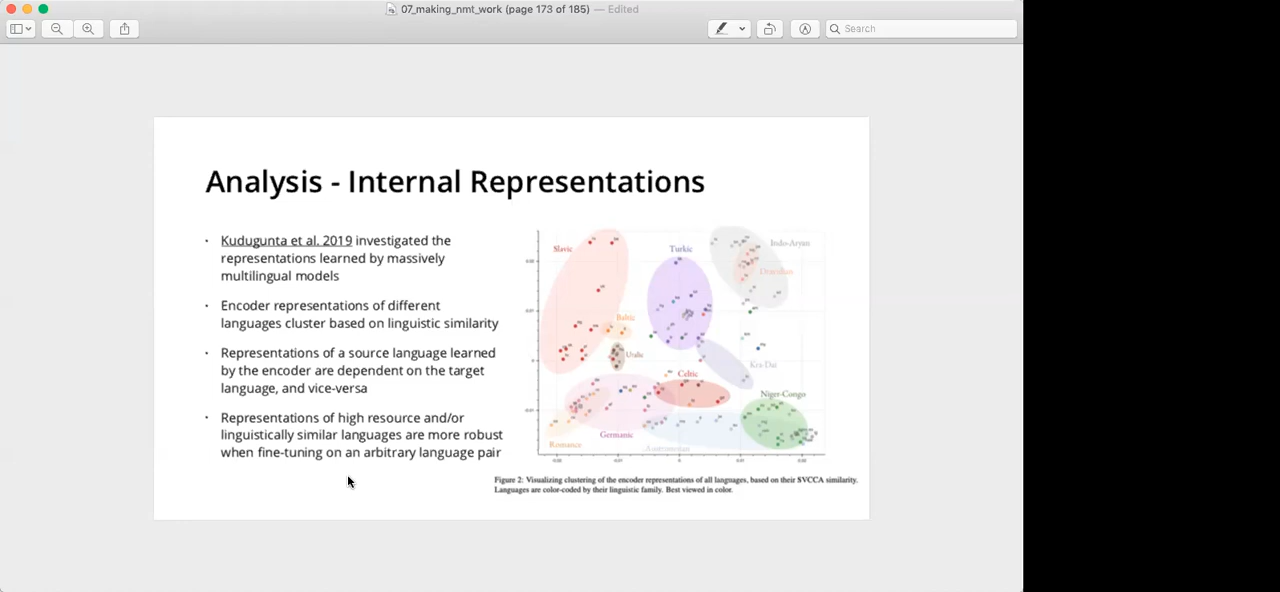 07_making_nmt_work (page 173 of 185) — Edited
Search
Analysis - Internal Representations
· Kudugunta et al. 2019 investigated the
representations learned by massively
multilingual models
· Encoder representations of different
languages cluster based on linguistic similarity
· Representations of a source language learned
by the encoder are dependent on the target
language, and vice-versa
· Representations of high resource and/or
linguistically similar languages are more robust
when fine-tuning on an arbitrary language pair
Slavic
Turkic
Indo-Aryan
Dravidian
Baltic
Uralic
Kra-Dai
Celtic
Niger-Congo
Germanic
Romance
Austronesian
Figure 2: Visualizing clustering of the encoder representations of all languages, based on their SVCCA similarity.
Languages are color-coded by their linguistic family. Best viewed in color.